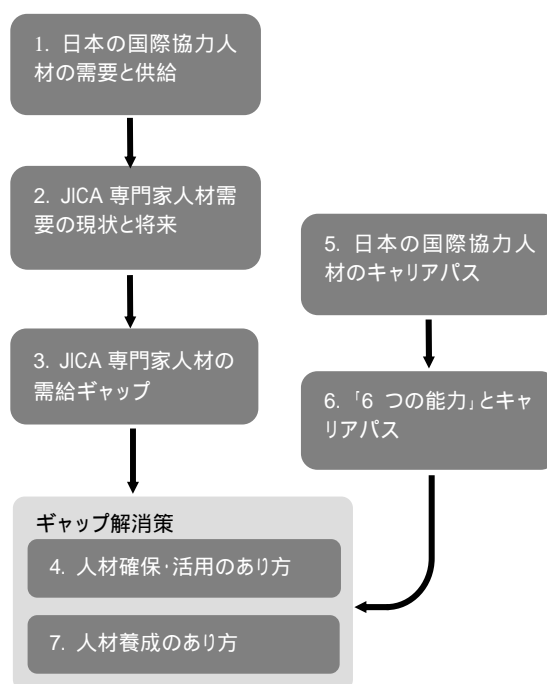 1. 日本の国際協力人
材の需要と供給
2. JICA 専門家人材需
要の現状と将来
3. JICA 専門家人材の
需給ギャップ
5. 日本の国際協力人
材のキャリアパス
6. ｢6 つの能力｣とキャ
リアパス
ギャップ解消策
4. 人材確保･活用のあり方
7. 人材養成のあり方